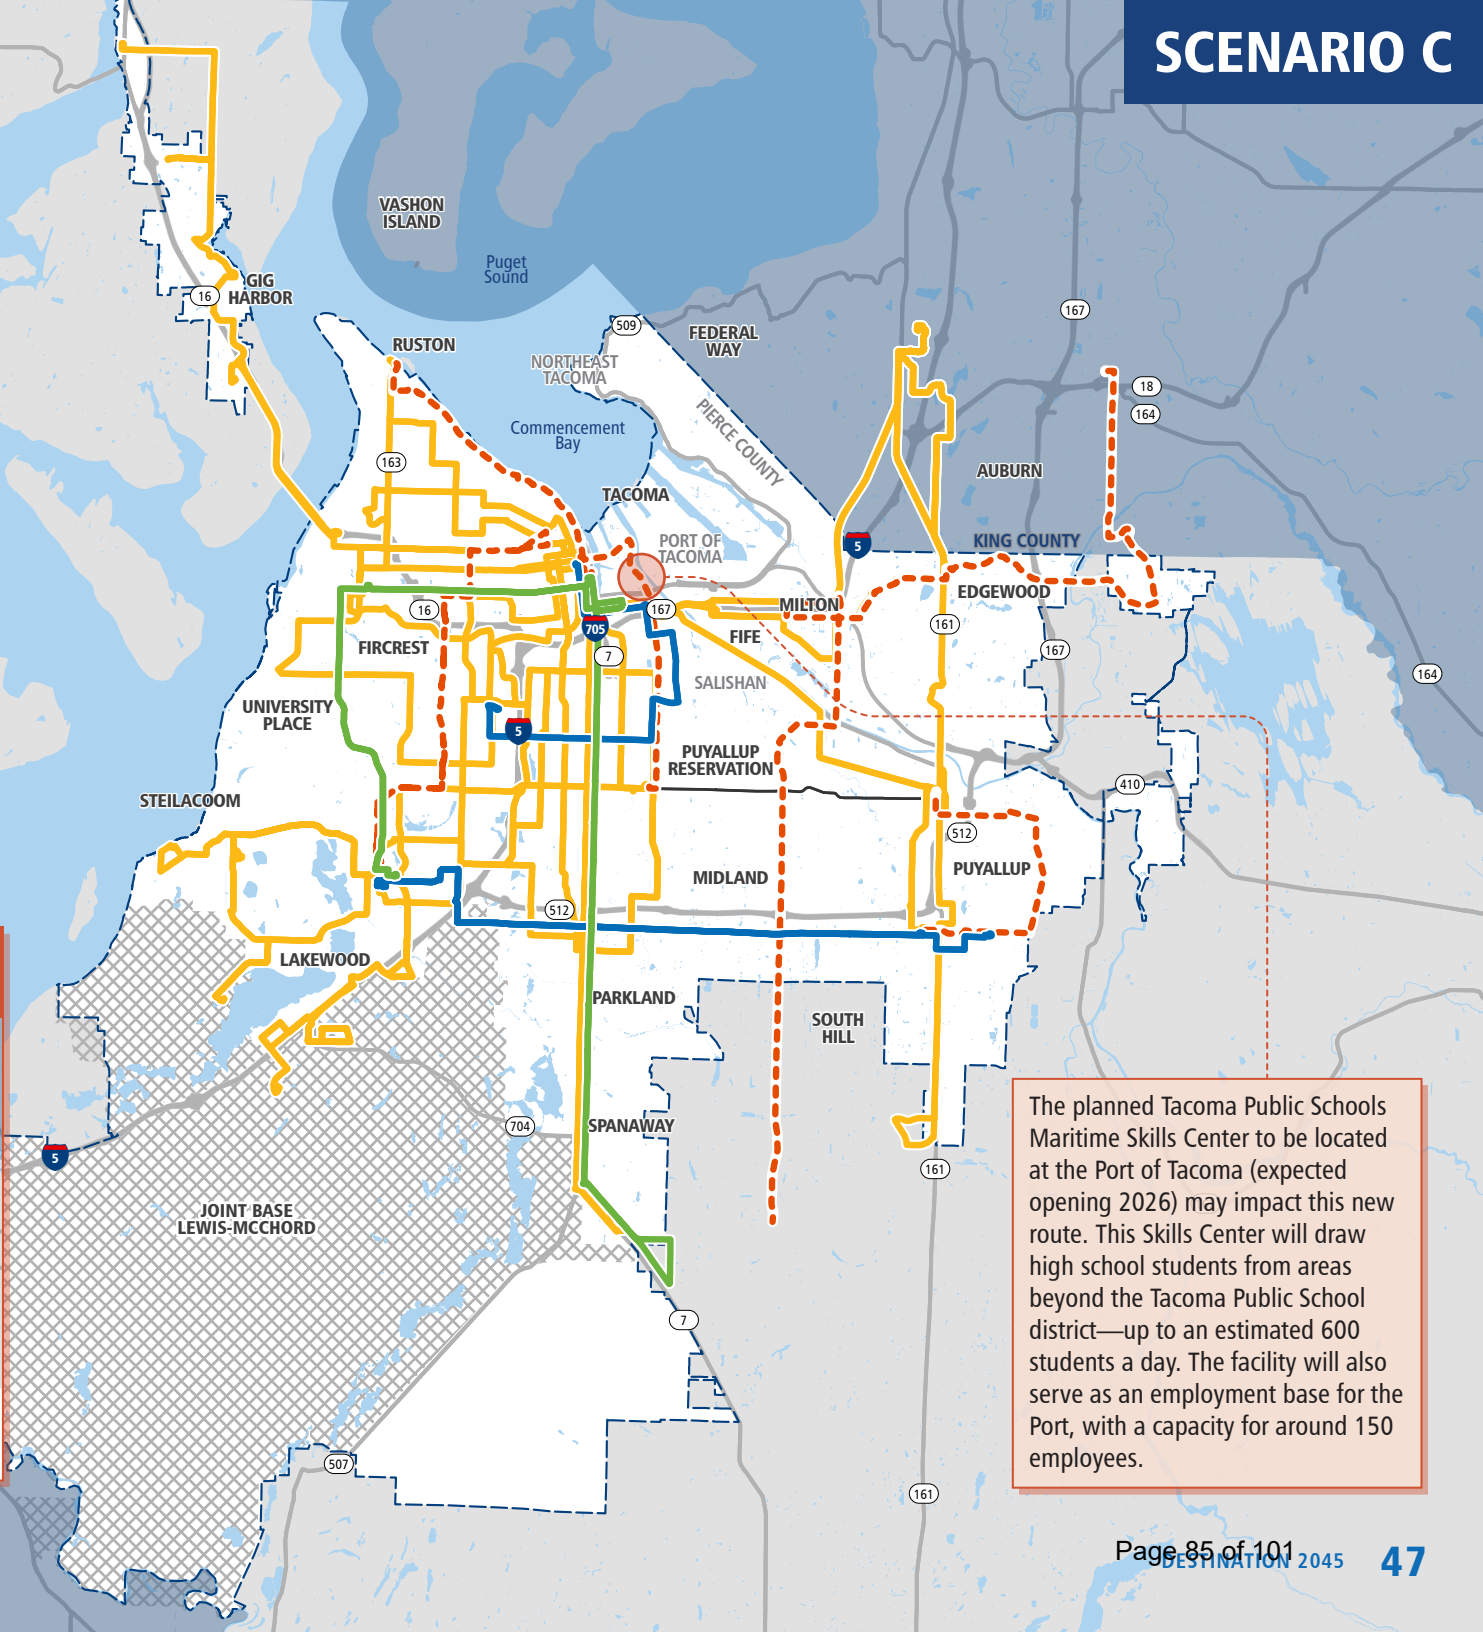 SCENARIO C
VASHON
ISLAND
Puget
Sound
GIG
HARBOR
16
167
509
FEDERAL
WAY
RUSTON
NORTHEAST
TACOMA
18
164
PIERCE COUNTY
Commencement
Bay
163
AUBURN
TACOMA
PORT OF
TACOMA
5
KING COUNTY
EDGEWOOD
16
167
MILTON
705
161
FIFE
FIRCREST
7
167
SALISHAN
164
UNIVERSITY
PLACE
5
PUYALLUP
RESERVATION
410
STEILACOOM
512
PUYALLUP
MIDLAND
512
LAKEWOOD
PARKLAND
SOUTH
HILL
704
SPANAWAY
5
161
JOINT BASE
LEWIS-MCCHORD
7
507
161
The planned Tacoma Public Schools
Maritime Skills Center to be located
at the Port of Tacoma (expected
opening 2026) may impact this new
route. This Skills Center will draw
high school students from areas
beyond the Tacoma Public School
district—up to an estimated 600
students a day. The facility will also
serve as an employment base for the
Port, with a capacity for around 150
employees.
Page 85 of 101
DESTINATION 2045 47